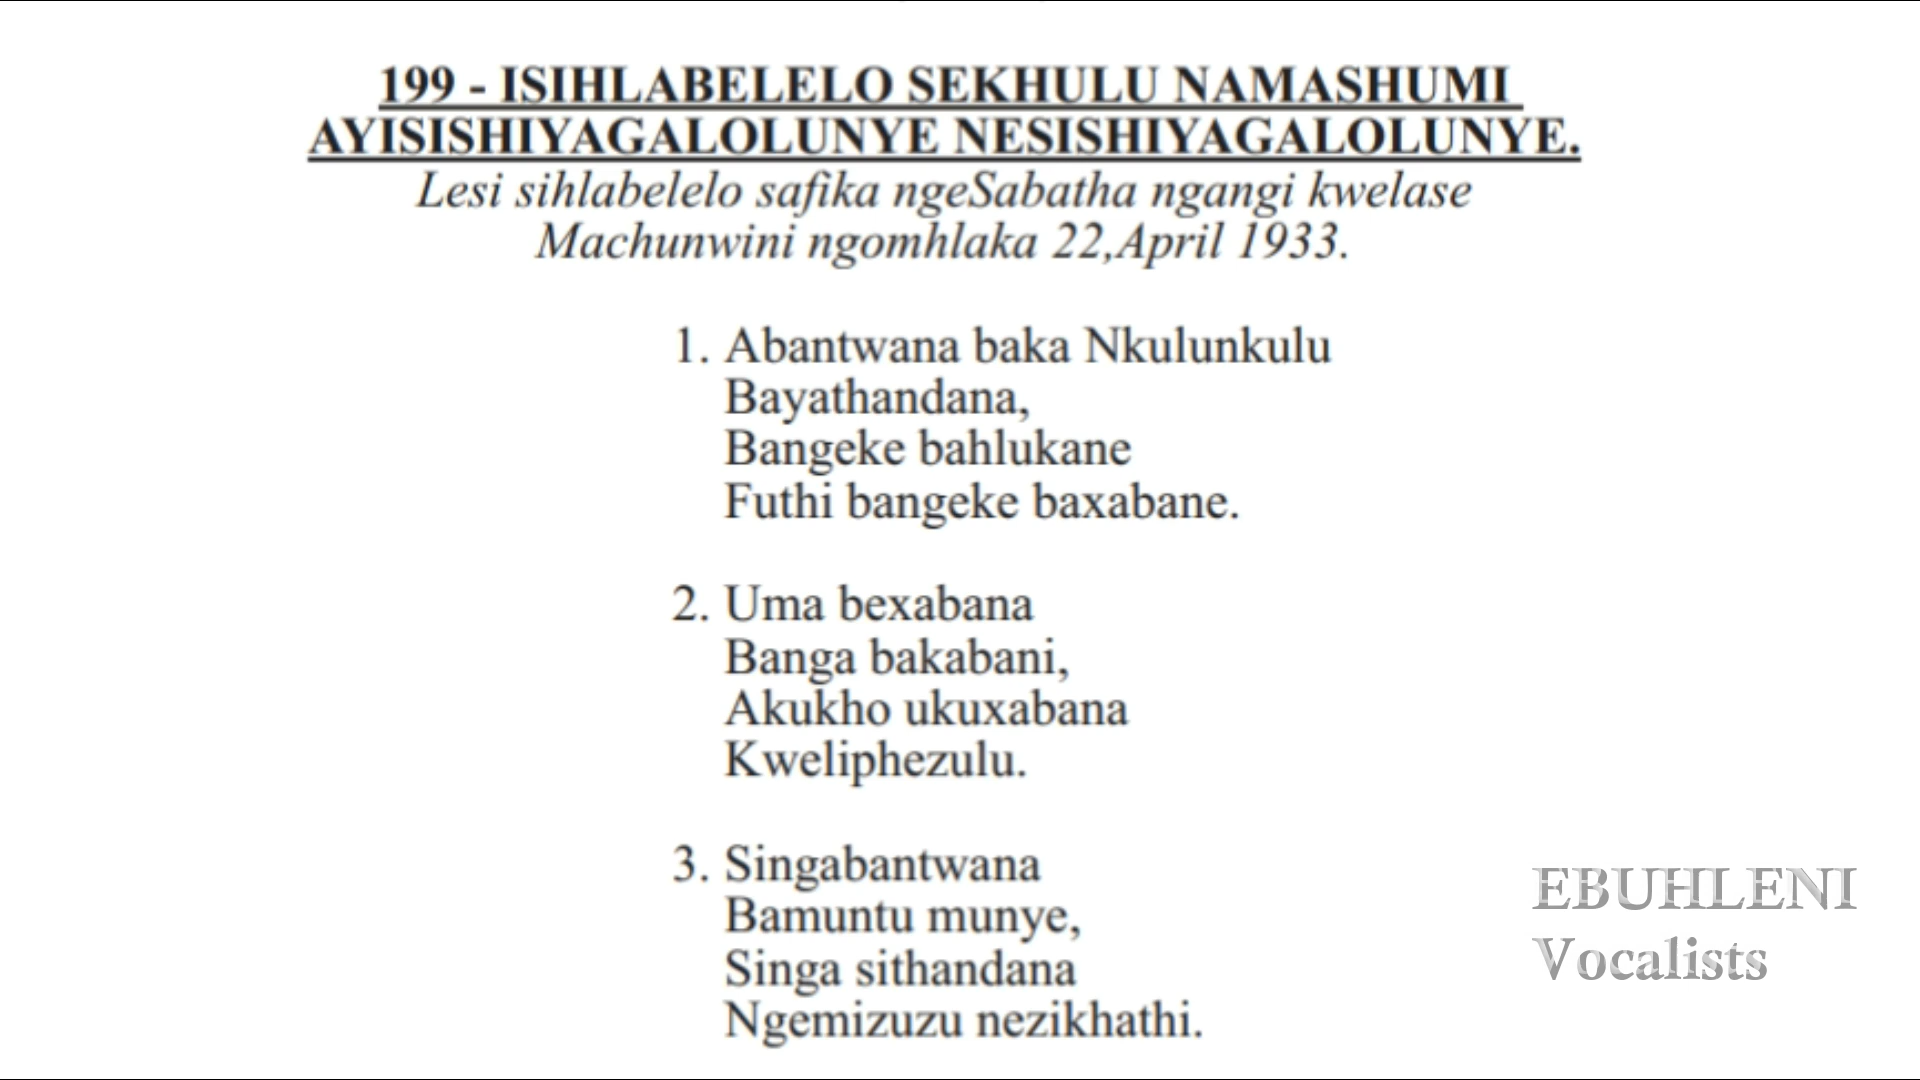 199 - ISIHLABELELO SEKHULU NAMASHUMI
AYISISHIYAGALOLUNYE NESISHIYAGALOLUNYE.
Lesi sihlabelelo safika ngeSabatha ngangi kwelase
Machunwini ngomhlaka 22,April 1933.
1. Abantwana baka Nkulunkulu
Bayathandana,
Bangeke bahlukane
Futhi bangeke baxabane.
2. Uma bexabana
Banga bakabani,
Akukho ukuxabana
Kweliphezulu.
3. Singabantwana
Bamuntu munye,
Singa sithandana
Ngemizuzu nezikhathi.
EBUHLENI
Vocalists